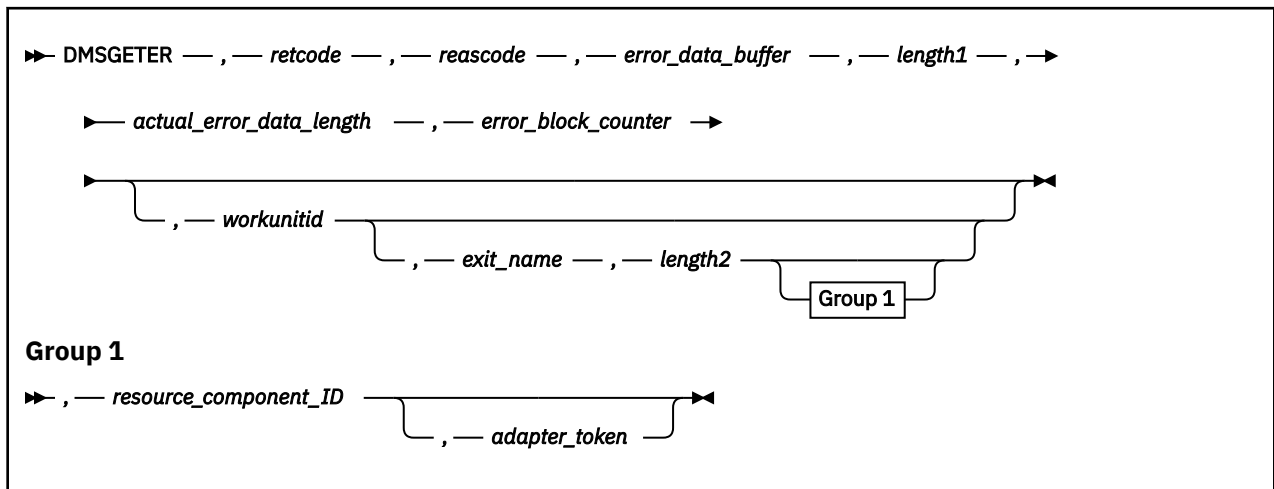 DMSGETER , retcode , reascode , error_data_buffer , length1 ,
actual_error_data_length , error_block_counter
, workunitid
, exit_name , length2
Group 1
Group 1
, resource_component_ID
, adapter_token